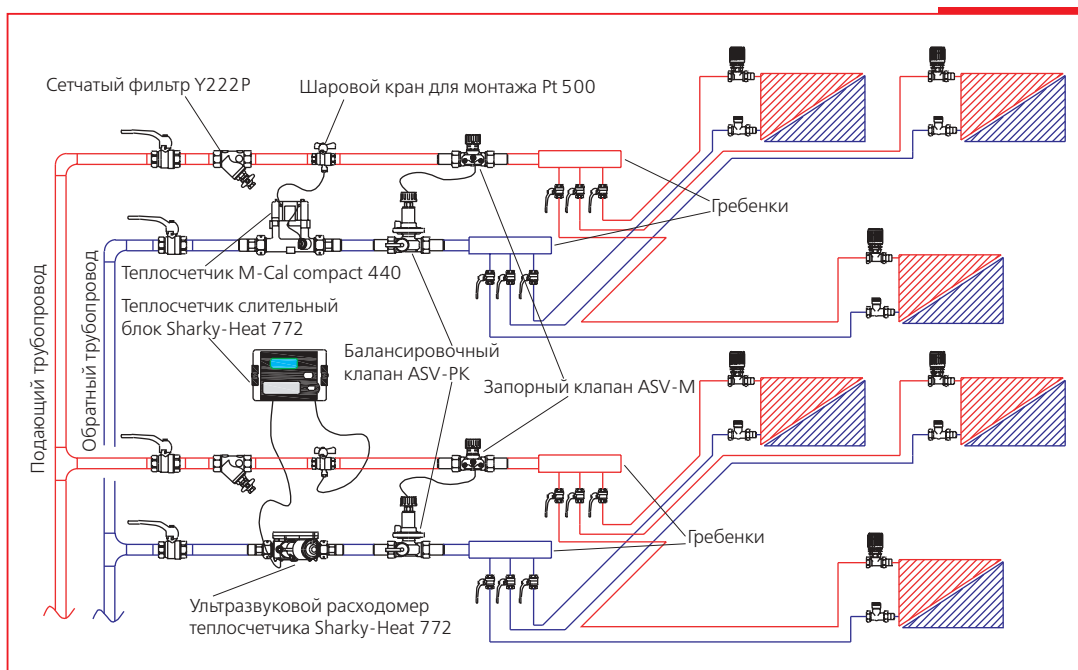 Сетчатый фильтр Y222P
Шаровой кран для монтажа Pt 500
Гребенки
Подающий трубопровод
Обратный трубопровод
Теплосчетчик M-Cal compact 440
Теплосчетчик слительный
блок Sharky-Heat 772
Балансировочный
клапан ASV-PK
Запорный клапан ASV-M
Гребенки
Ультразвуковой расходомер
теплосчетчика Sharky-Heat 772